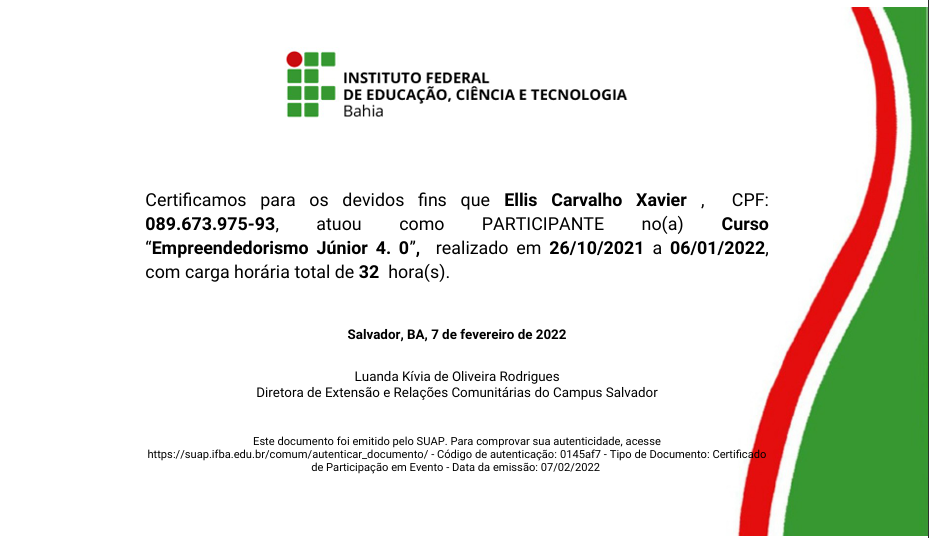 INSTITUTO FEDERAL
DE EDUCAÇÃO, CIÊNCIA E TECNOLOGIA
Bahia
Certificamos para os devidos fins que Ellis Carvalho Xavier , CPF:
089.673.975-93, atuou como PARTICIPANTE no(a) Curso
“Empreendedorismo Júnior 4. 0”, realizado em 26/10/2021 a 06/01/2022,
com carga horária total de 32 hora(s).
Salvador, BA, 7 de fevereiro de 2022
Luanda Kívia de Oliveira Rodrigues
Diretora de Extensão e Relações Comunitárias do Campus Salvador
Este documento foi emitido pelo SUAP. Para comprovar sua autenticidade, acesse
https://suap.ifba.edu.br/comum/autenticar_documento/ - Código de autenticação: 0145af7 - Tipo de Documento: Certificado
de Participação em Evento - Data da emissão: 07/02/2022